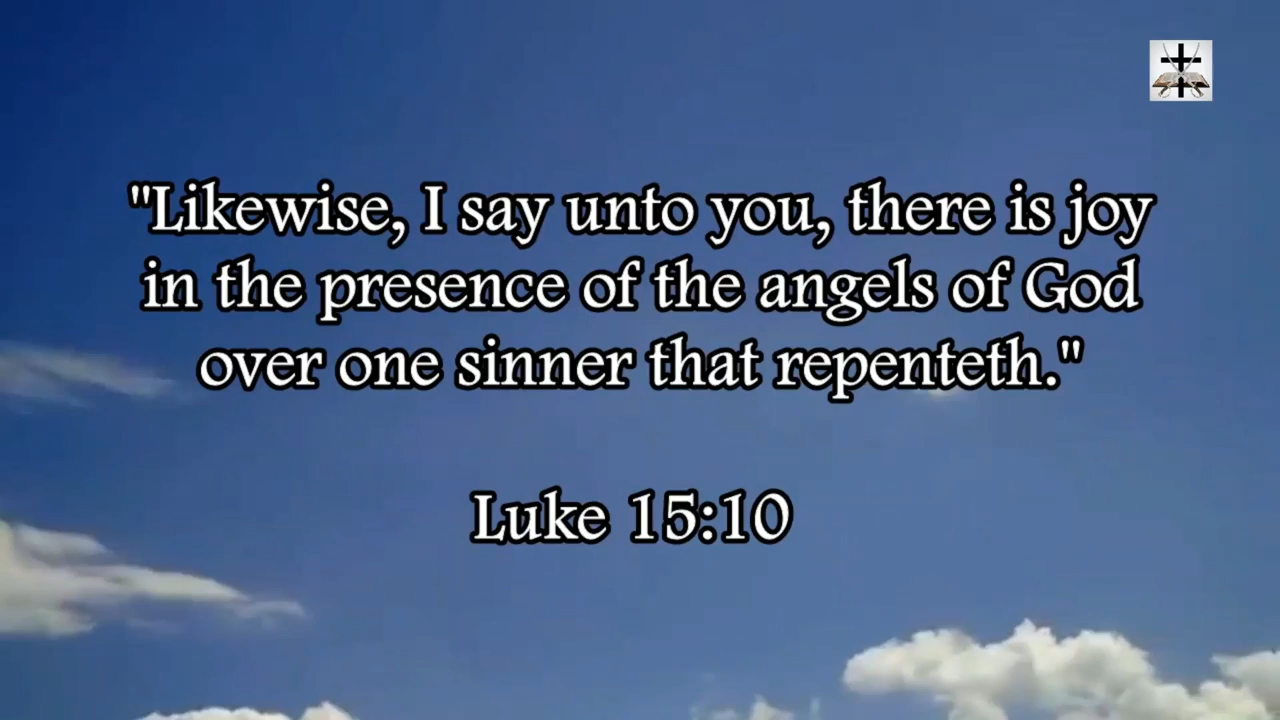 "Likewise, I say unto you, there is joy
in the presence of the angels of God
over one sinner that repenteth."
Luke 15:10